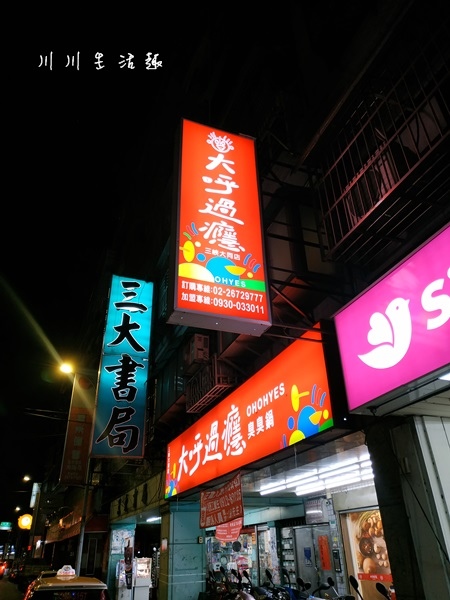 川川生活趣
大呼過癮
三峽大同店
OHYES
訂購專線:02-26729777
加盟專線:0930-033011
三大書局
大呼過癮
OHOHYES
臭臭鍋
S